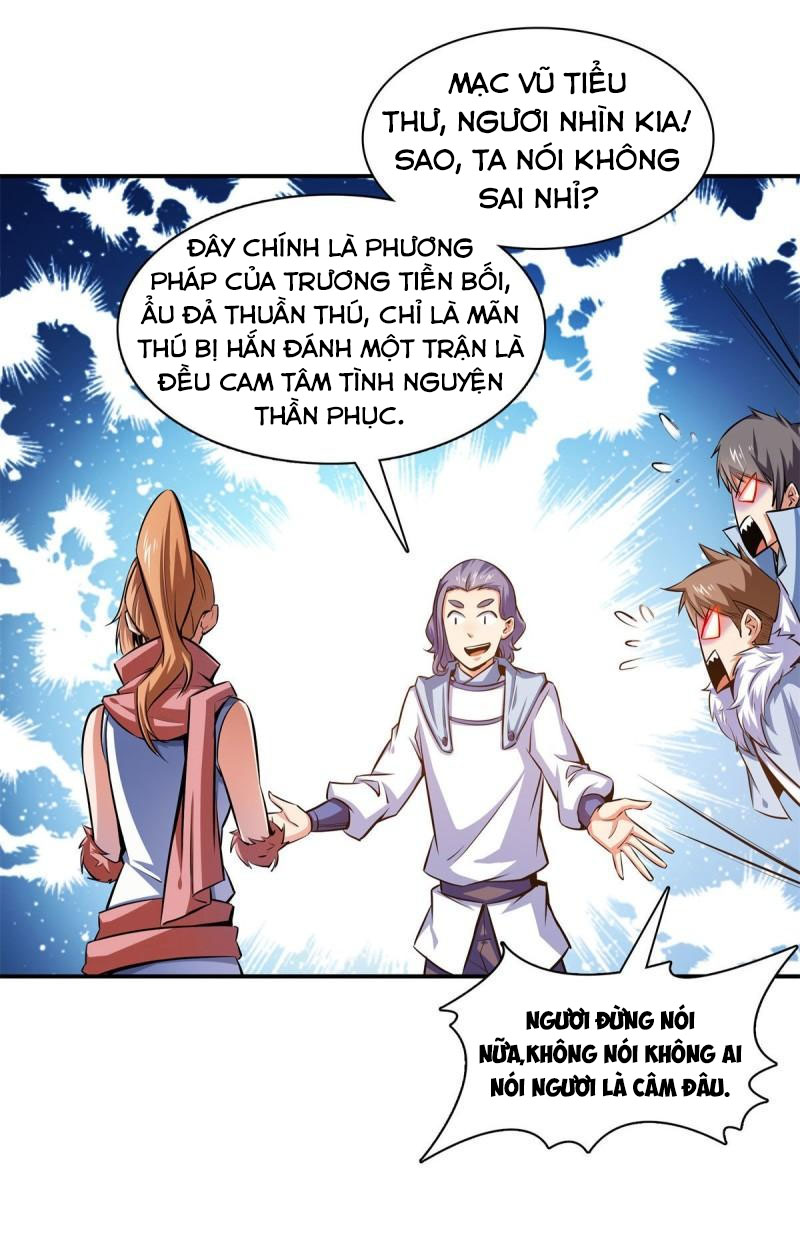 MẠC VŨ TIỂU
THƯ, NGƯƠI NHÌN KIA!
SAO, TA NÓI KHÔNG
SAI NHỈ?
ĐÂY CHÍNH LÀ PHƯƠNG
PHÁP CỦA TRƯƠNG TIỀN BỐI,
ẨU ĐẢ THUẦN THÚ, CHỈ LÀ MÃN
THÚ BỊ HẮN ĐÁNH MỘT TRẬN LÀ
ĐỀU CAM TÂM TÌNH NGUYỆN
THẦN PHỤC.
NGƯƠI ĐỪNG NÓI
NỮA,KHÔNG NÓI KHÔNG AI
NÓI NGƯƠI LÀ CÂM ĐÂU.